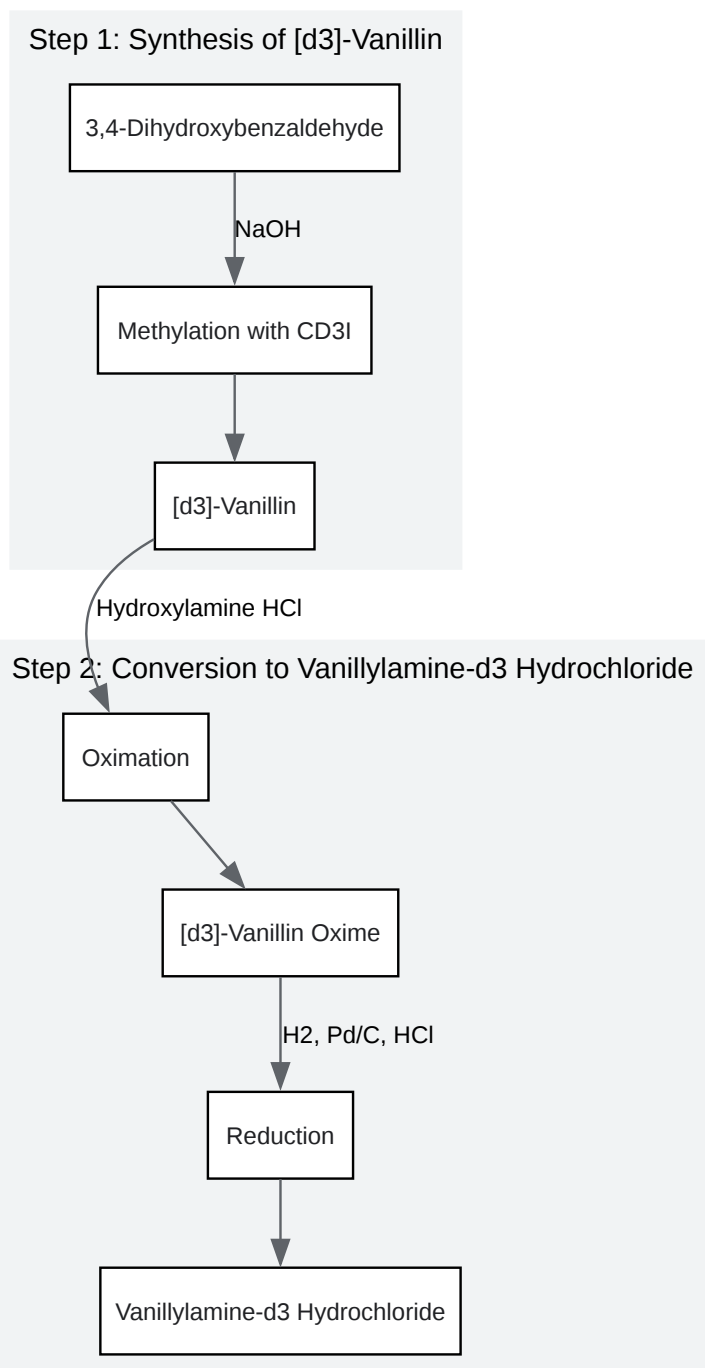 Step 1: Synthesis of [d3]-Vanillin
3,4-Dihydroxybenzaldehyde
NaOH
Methylation with CD3I
[d3]-Vanillin
Hydroxylamine HCl
Step 2: Conversion to Vanillylamine-d3 Hydrochloride
Oximation
[d3]-Vanillin Oxime
H2, Pd/C, HCl
Reduction
Vanillylamine-d3 Hydrochloride